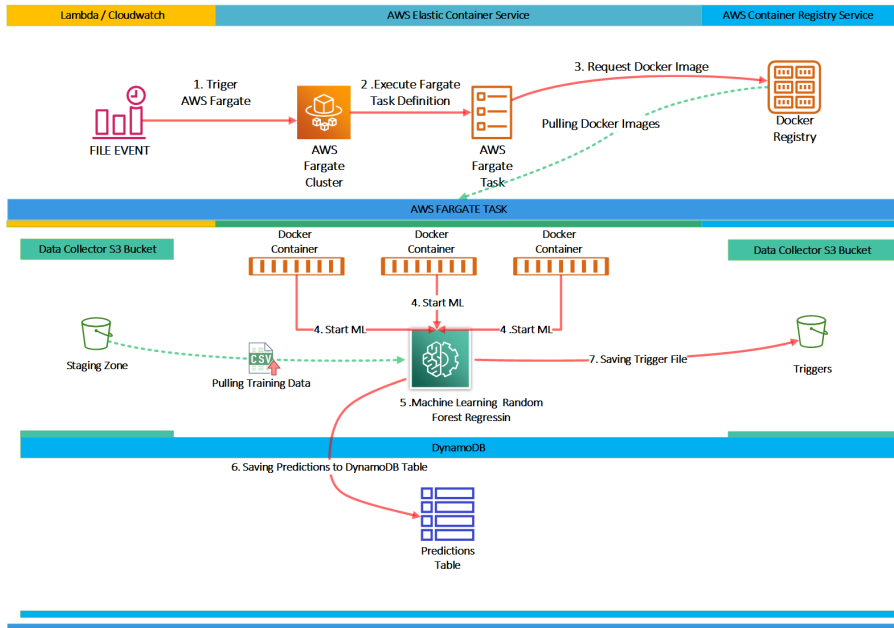 Lambda / Cloudwatch
AWS Elastic Container Service
AWS Container Registry Service
1. Triger
AWS Fargate
2 .Execute Fargate
Task Definition
3. Request Docker Image
Pulling Docker Images
FILE EVENT
AWS
Fargate
Cluster
AWS
Fargate
Task
Docker
Registry
AWS FARGATE TASK
Data Collector S3 Bucket
Docker
Container
Docker
Container
Docker
Container
Data Collector S3 Bucket
4. Start ML
4. Start ML
4 .Start ML
Staging Zone
CSV
Pulling Training Data
7. Saving Trigger File
Triggers
5 .Machine Learning Random
Forest Regressin
DynamoDB
6. Saving Predictions to DynamoDB Table
Predictions
Table